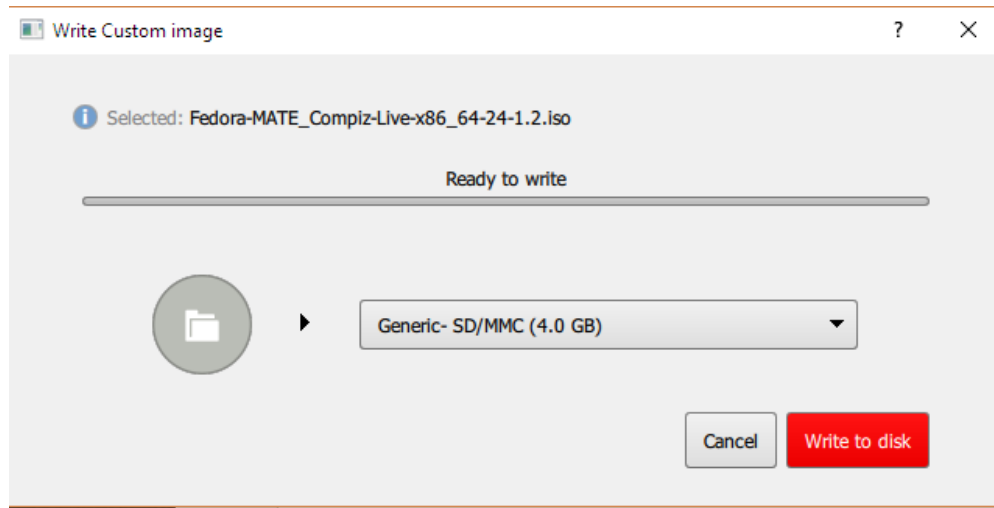 Write Custom image
?
Selected: Fedora-MATE_Compiz-Live-x86_64-24-1.2.iso
Ready to write
Generic- SD/MMC (4.0 GB)
Cancel
Write to disk